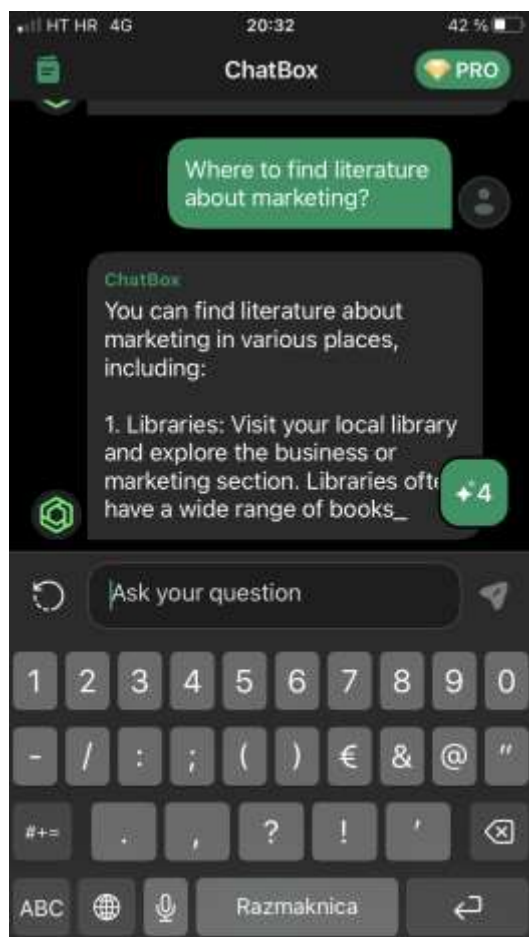 HT HR 4G 20:32 42 %
ChatBox PRO
Where to find literature
about marketing?
ChatBox
You can find literature about
marketing in various places,
including:
1. Libraries: Visit your local library
and explore the business or
marketing section. Libraries ofte
have a wide range of books_
4
Ask your question
1 2 3 4 5 6 7 8 9 0
- / : ; ( ) € & @ "
#+= . , ? ! '
ABC Razmaknica